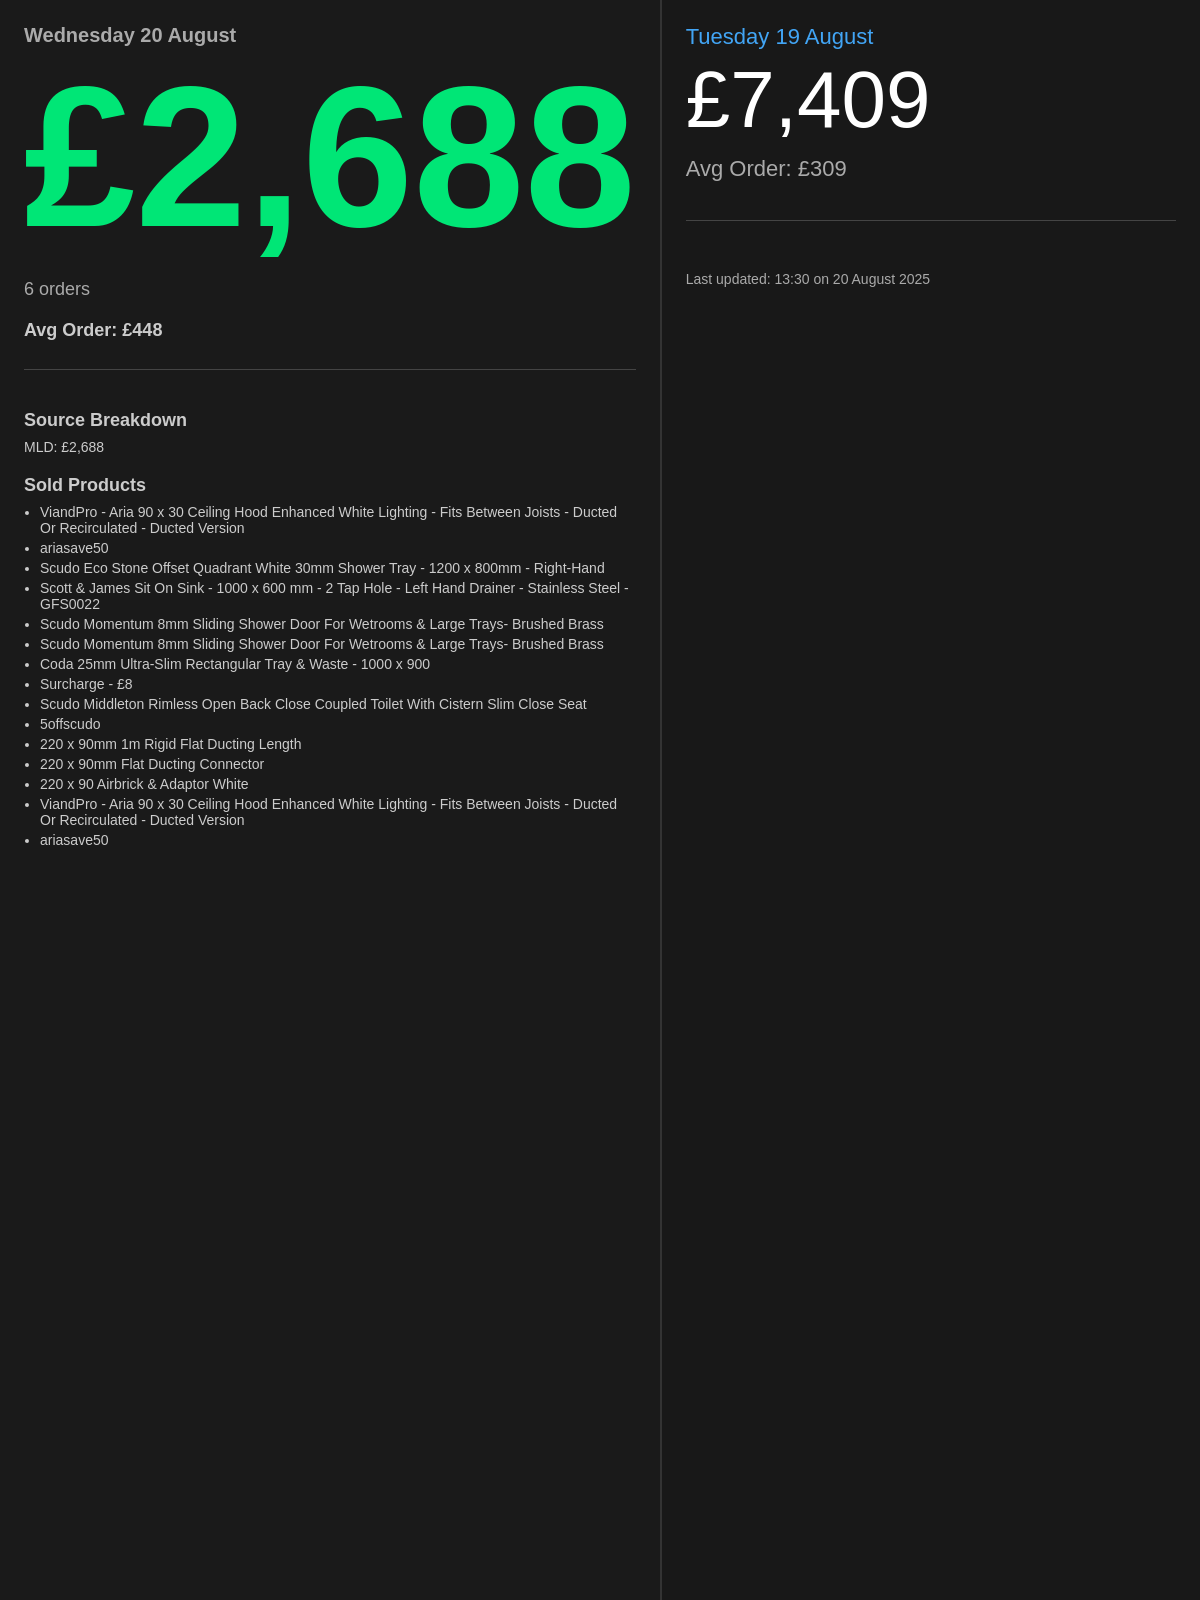 Wednesday 20 August
£2,688
6 orders
Avg Order: £448
Source Breakdown
MLD: £2,688
Sold Products
• ViandPro - Aria 90 x 30 Ceiling Hood Enhanced White Lighting - Fits Between Joists - Ducted
Or Recirculated - Ducted Version
• ariasave50
• Scudo Eco Stone Offset Quadrant White 30mm Shower Tray - 1200 x 800mm - Right-Hand
• Scott & James Sit On Sink - 1000 x 600 mm - 2 Tap Hole - Left Hand Drainer - Stainless Steel -
GFS0022
• Scudo Momentum 8mm Sliding Shower Door For Wetrooms & Large Trays- Brushed Brass
• Scudo Momentum 8mm Sliding Shower Door For Wetrooms & Large Trays- Brushed Brass
• Coda 25mm Ultra-Slim Rectangular Tray & Waste - 1000 x 900
• Surcharge - £8
• Scudo Middleton Rimless Open Back Close Coupled Toilet With Cistern Slim Close Seat
• 5offscudo
• 220 x 90mm 1m Rigid Flat Ducting Length
• 220 x 90mm Flat Ducting Connector
• 220 x 90 Airbrick & Adaptor White
• ViandPro - Aria 90 x 30 Ceiling Hood Enhanced White Lighting - Fits Between Joists - Ducted
Or Recirculated - Ducted Version
• ariasave50
Tuesday 19 August
£7,409
Avg Order: £309
Last updated: 13:30 on 20 August 2025